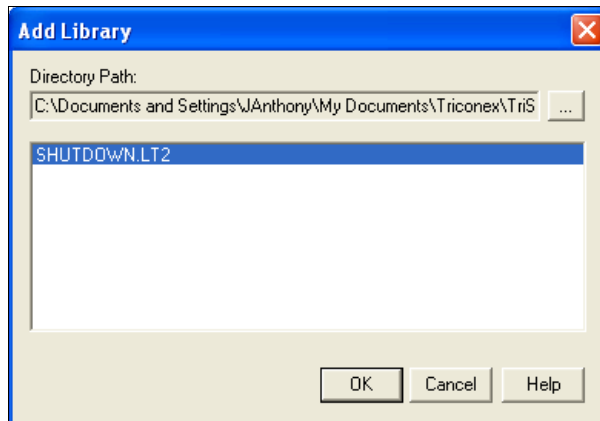 Add Library
Directory Path:
C:\Documents and Settings\JAnthony\My Documents\Triconex\TriS
...
SHUTDOWN.LT2
OK Cancel Help